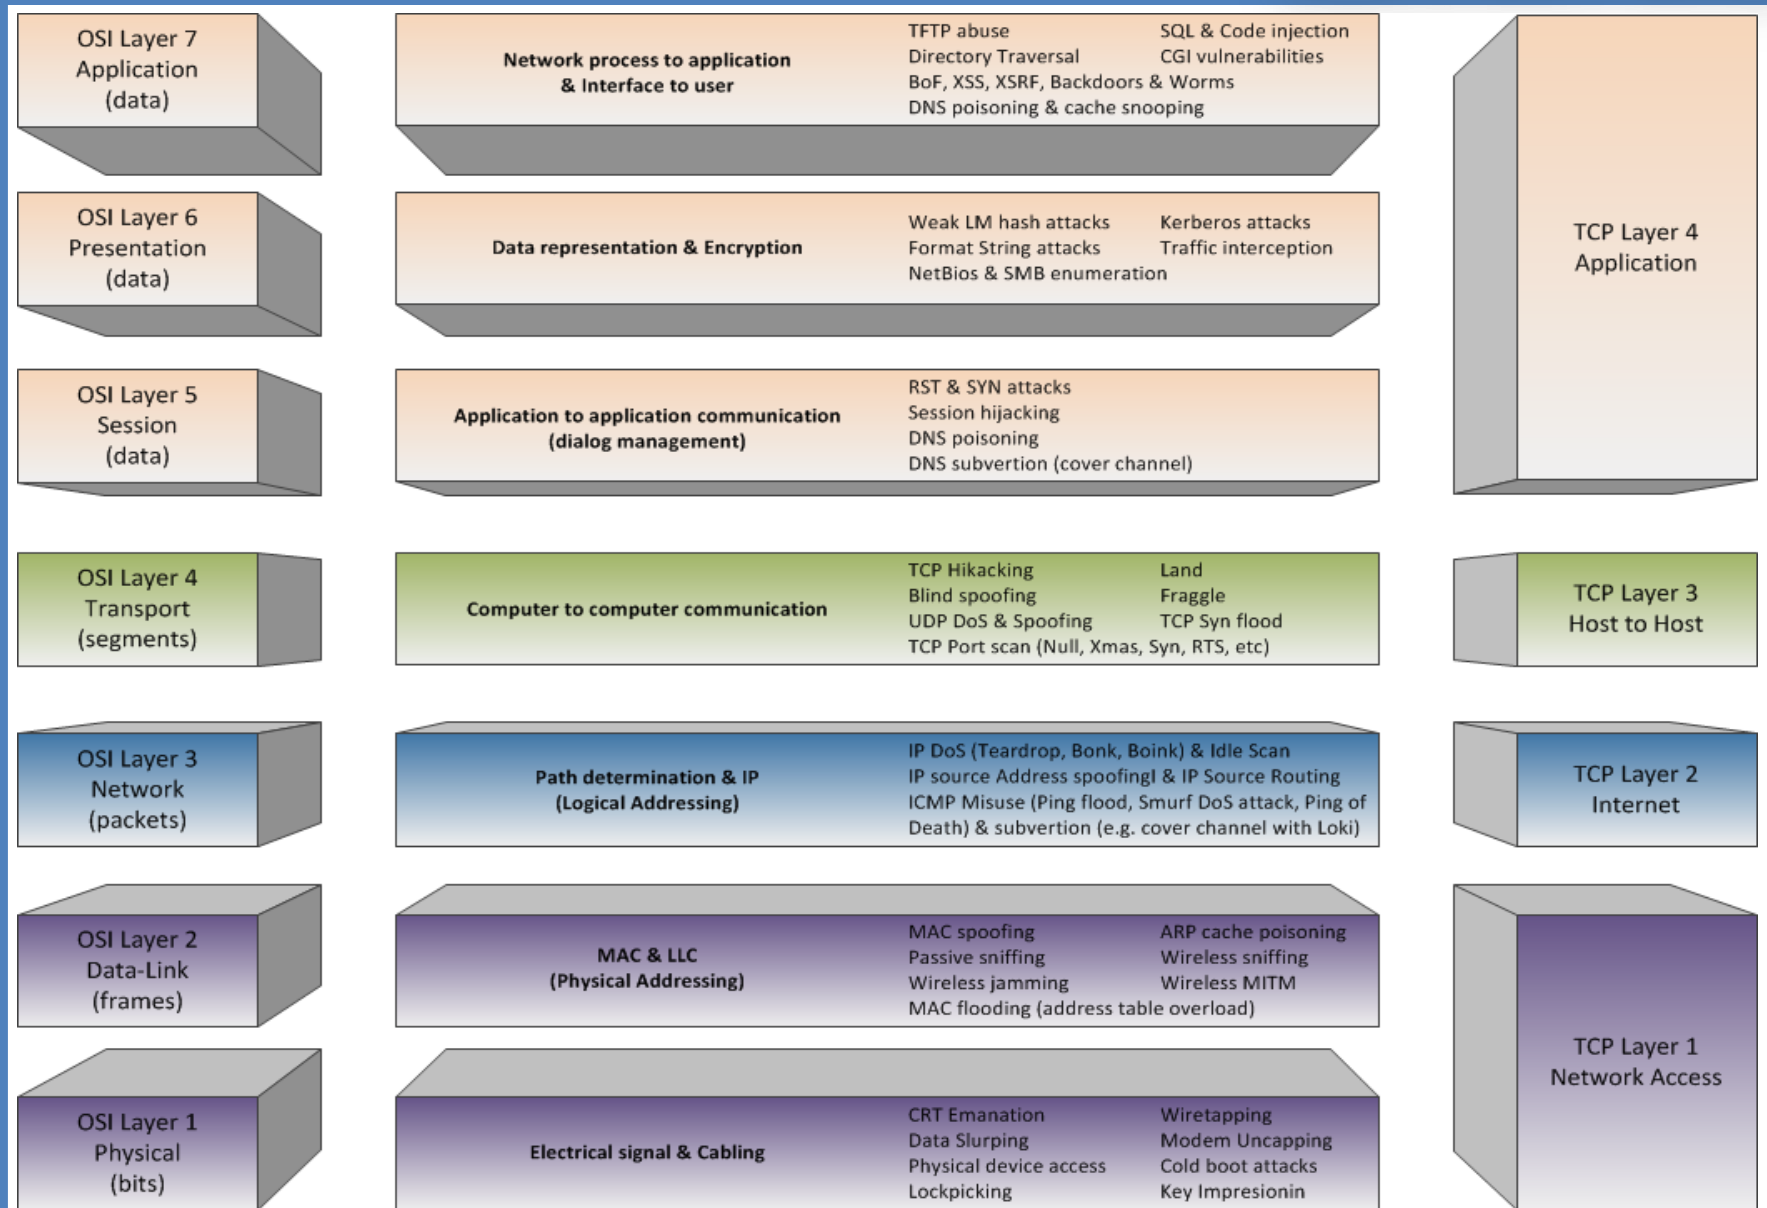 OSI Layer 7
Application
(data)
Network process to application
& Interface to user
TFTP abuse SQL & Code injection
Directory Traversal CGI vulnerabilities
BoF, XSS, XSRF, Backdoors & Worms
DNS poisoning & cache snooping
OSI Layer 6
Presentation
(data)
Data representation & Encryption
Weak LM hash attacks Kerberos attacks
Format String attacks Traffic interception
NetBios & SMB enumeration
TCP Layer 4
Application
OSI Layer 5
Session
(data)
Application to application communication
(dialog management)
RST & SYN attacks
Session hijacking
DNS poisoning
DNS subvertion (cover channel)
OSI Layer 4
Transport
(segments)
Computer to computer communication
TCP Hikacking Land
Blind spoofing Fraggle
UDP DoS & Spoofing TCP Syn flood
TCP Port scan (Null, Xmas, Syn, RTS, etc)
TCP Layer 3
Host to Host
OSI Layer 3
Network
(packets)
Path determination & IP
(Logical Addressing)
IP DoS (Teardrop, Bonk, Boink) & Idle Scan
IP source Address spoofingI & IP Source Routing
ICMP Misuse (Ping flood, Smurf DoS attack, Ping of
Death) & subvertion (e.g. cover channel with Loki)
TCP Layer 2
Internet
OSI Layer 2
Data-Link
(frames)
MAC & LLC
(Physical Addressing)
MAC spoofing ARP cache poisoning
Passive sniffing Wireless sniffing
Wireless jamming Wireless MITM
MAC flooding (address table overload)
TCP Layer 1
Network Access
OSI Layer 1
Physical
(bits)
Electrical signal & Cabling
CRT Emanation Wiretapping
Data Slurping Modem Uncapping
Physical device access Cold boot attacks
Lockpicking Key Impresionin